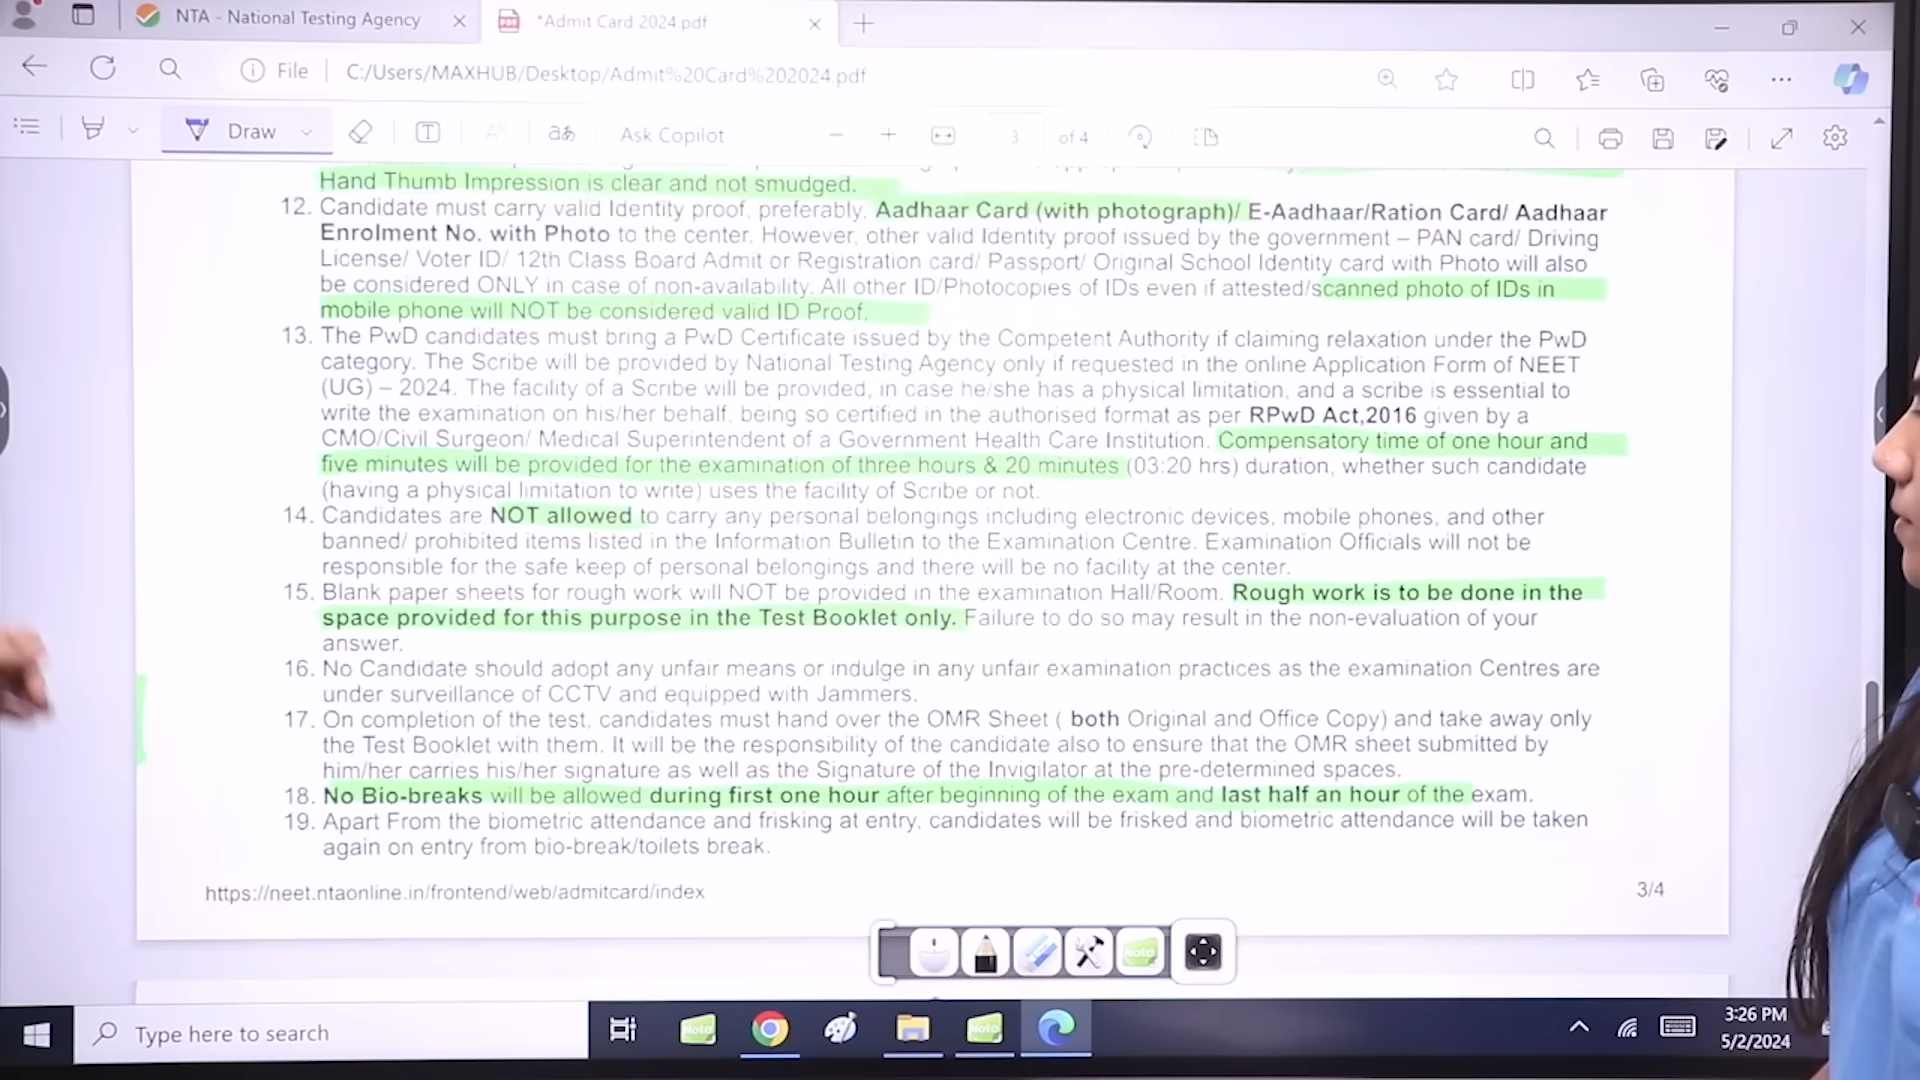 NTA - National Testing Agency
*Admit Card 2024 pdf
File
C:/Users/MAXHUB/Desktop/Admit%20Card%202024.pdf
Draw
T
aあ
Ask Copilot
3 of 4
Hand Thumb Impression is clear and not smudged.
12. Candidate must carry valid Identity proof, preferably, Aadhaar Card (with photograph)/ E-Aadhaar/Ration Card/ Aadhaar
Enrolment No. with Photo to the center. However, other valid Identity proof issued by the government – PAN card/ Driving
License/ Voter ID/ 12th Class Board Admit or Registration card/ Passport/ Original School Identity card with Photo will also
be considered ONLY in case of non-availability. All other ID/Photocopies of IDs even if attested/scanned photo of IDs in
mobile phone will NOT be considered valid ID Proof.
13. The PwD candidates must bring a PwD Certificate issued by the Competent Authority if claiming relaxation under the PwD
category. The Scribe will be provided by National Testing Agency only if requested in the online Application Form of NEET
(UG) – 2024. The facility of a Scribe will be provided, in case he/she has a physical limitation, and a scribe is essential to
write the examination on his/her behalf, being so certified in the authorised format as per RPwD Act,2016 given by a
CMO/Civil Surgeon/ Medical Superintendent of a Government Health Care Institution. Compensatory time of one hour and
five minutes will be provided for the examination of three hours & 20 minutes (03:20 hrs) duration, whether such candidate
(having a physical limitation to write) uses the facility of Scribe or not.
14. Candidates are NOT allowed to carry any personal belongings including electronic devices, mobile phones, and other
banned/ prohibited items listed in the Information Bulletin to the Examination Centre. Examination Officials will not be
responsible for the safe keep of personal belongings and there will be no facility at the center.
15. Blank paper sheets for rough work will NOT be provided in the examination Hall/Room. Rough work is to be done in the
space provided for this purpose in the Test Booklet only. Failure to do so may result in the non-evaluation of your
answer.
16. No Candidate should adopt any unfair means or indulge in any unfair examination practices as the examination Centres are
under surveillance of CCTV and equipped with Jammers.
17. On completion of the test, candidates must hand over the OMR Sheet ( both Original and Office Copy) and take away only
the Test Booklet with them. It will be the responsibility of the candidate also to ensure that the OMR sheet submitted by
him/her carries his/her signature as well as the Signature of the Invigilator at the pre-determined spaces.
18. No Bio-breaks will be allowed during first one hour after beginning of the exam and last half an hour of the exam.
19. Apart From the biometric attendance and frisking at entry, candidates will be frisked and biometric attendance will be taken
again on entry from bio-break/toilets break.
https://neet.ntaonline.in/frontend/web/admitcard/index
3/4
Note
Type here to search
Note
Note
3:26 PM
5/2/2024